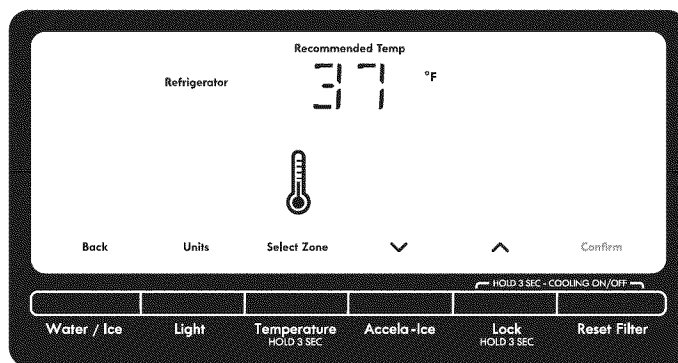 Recommended Temp
Refrigerator 37 °F
Back Units Select Zone Confirm
HOLD 3 SEC - COOLING ON/OFF
Water / Ice Light Temperature Accela-Ice Lock Reset Filter
HOLD 3 SEC HOLD 3 SEC